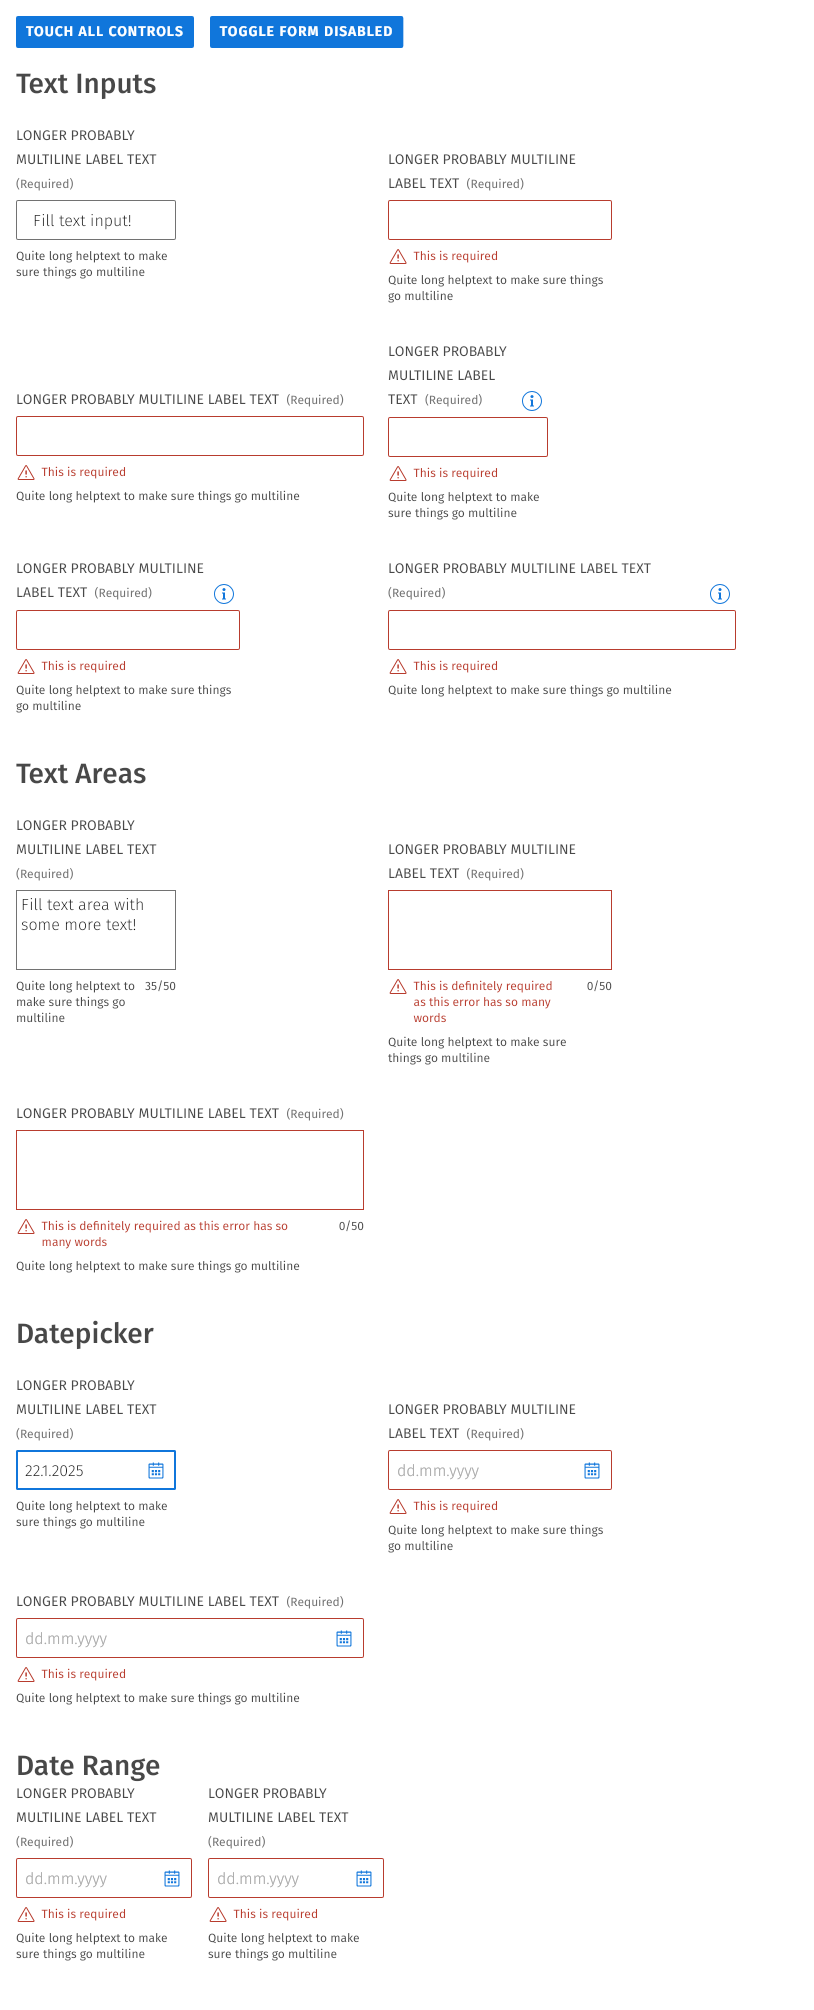 TOUCH ALL CONTROLS
TOGGLE FORM DISABLED
Text Inputs
LONGER PROBABLY
MULTILINE LABEL TEXT
(Required)
Fill text input!
Quite long helptext to make
sure things go multiline
LONGER PROBABLY MULTILINE
LABEL TEXT (Required)
This is required
Quite long helptext to make sure things
go multiline
LONGER PROBABLY MULTILINE LABEL TEXT (Required)
This is required
Quite long helptext to make sure things go multiline
LONGER PROBABLY
MULTILINE LABEL
TEXT (Required)
This is required
Quite long helptext to make
sure things go multiline
LONGER PROBABLY MULTILINE
LABEL TEXT (Required)
This is required
Quite long helptext to make sure things
go multiline
LONGER PROBABLY MULTILINE LABEL TEXT
(Required)
This is required
Quite long helptext to make sure things go multiline
Text Areas
LONGER PROBABLY
MULTILINE LABEL TEXT
(Required)
Fill text area with
some more text!
Quite long helptext to 35/50
make sure things go
multiline
LONGER PROBABLY MULTILINE
LABEL TEXT (Required)
This is definitely required 0/50
as this error has so many
words
Quite long helptext to make sure
things go multiline
LONGER PROBABLY MULTILINE LABEL TEXT (Required)
This is definitely required as this error has so 0/50
many words
Quite long helptext to make sure things go multiline
Datepicker
LONGER PROBABLY
MULTILINE LABEL TEXT
(Required)
22.1.2025
Quite long helptext to make
sure things go multiline
LONGER PROBABLY MULTILINE
LABEL TEXT (Required)
dd.mm.yyyy
This is required
Quite long helptext to make sure things
go multiline
LONGER PROBABLY MULTILINE LABEL TEXT (Required)
dd.mm.yyyy
This is required
Quite long helptext to make sure things go multiline
Date Range
LONGER PROBABLY
MULTILINE LABEL TEXT
(Required)
dd.mm.yyyy
This is required
Quite long helptext to make
sure things go multiline
LONGER PROBABLY
MULTILINE LABEL TEXT
(Required)
dd.mm.yyyy
This is required
Quite long helptext to make
sure things go multiline